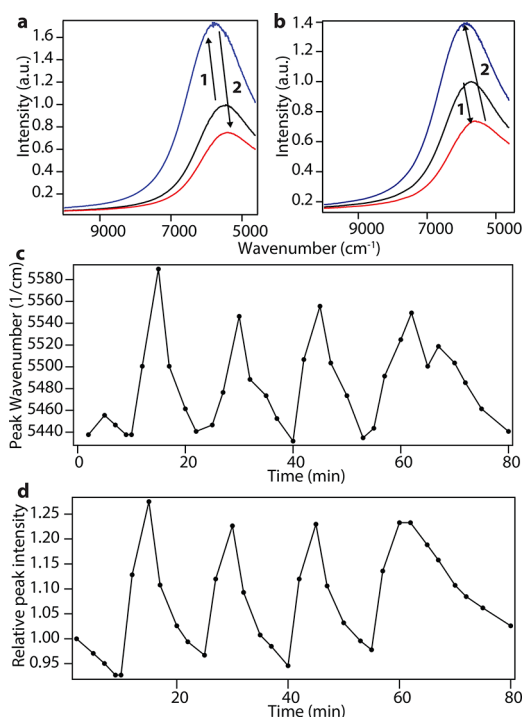 a
b
Intensity (a.u.)
1.6
1.4
1.2
1.0
0.8
0.6
0.4
0.2
1
2
9000 7000 5000
Intensity (a.u.)
1.4
1.2
1.0
0.8
0.6
0.4
0.2
2
1
9000 7000 5000
Wavenumber (cm⁻¹)
c
Peak Wavenumber (1/cm)
5580
5560
5540
5520
5500
5480
5460
5440
0 20 40 60 80
Time (min)
d
Relative peak intensity
1.25
1.20
1.15
1.10
1.05
1.00
0.95
20 40 60 80
Time (min)